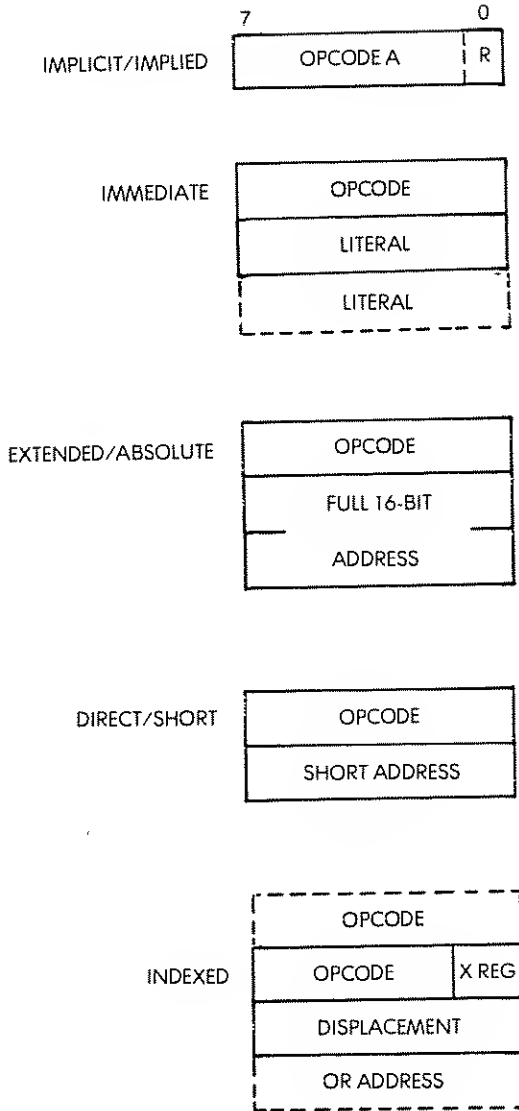 7 0
IMPLICIT/IMPLIED OPCODE A R
IMMEDIATE OPCODE
LITERAL
LITERAL
EXTENDED/ABSOLUTE OPCODE
FULL 16-BIT
ADDRESS
DIRECT/SHORT OPCODE
SHORT ADDRESS
OPCODE
INDEXED OPCODE X REG
DISPLACEMENT
OR ADDRESS